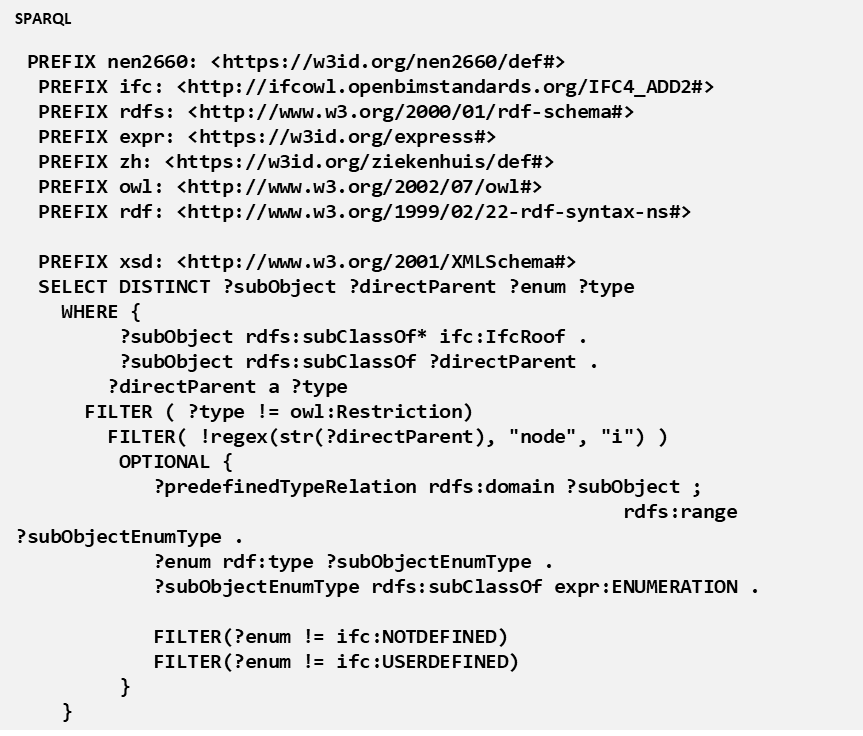 SPARQL
PREFIX nen2660: <https://w3id.org/nen2660/def#>
PREFIX ifc: <http://ifcowl.openbimstandards.org/IFC4_ADD2#>
PREFIX rdfs: <http://www.w3.org/2000/01/rdf-schema#>
PREFIX expr: <https://w3id.org/express#>
PREFIX zh: <https://w3id.org/ziekenhuis/def#>
PREFIX owl: <http://www.w3.org/2002/07/owl#>
PREFIX rdf: <http://www.w3.org/1999/02/22-rdf-syntax-ns#>
PREFIX xsd: <http://www.w3.org/2001/XMLSchema#>
SELECT DISTINCT ?subObject ?directParent ?enum ?type
WHERE {
?subObject rdfs:subClassOf* ifc:IfcRoof .
?subObject rdfs:subClassOf ?directParent .
?directParent a ?type
FILTER ( ?type != owl:Restriction)
FILTER( !regex(str(?directParent), "node", "i") )
OPTIONAL {
?predefinedTypeRelation rdfs:domain ?subObject ;
rdfs:range
?subObjectEnumType .
?enum rdf:type ?subObjectEnumType .
?subObjectEnumType rdfs:subClassOf expr:ENUMERATION .
FILTER(?enum != ifc:NOTDEFINED)
FILTER(?enum != ifc:USERDEFINED)
}
}